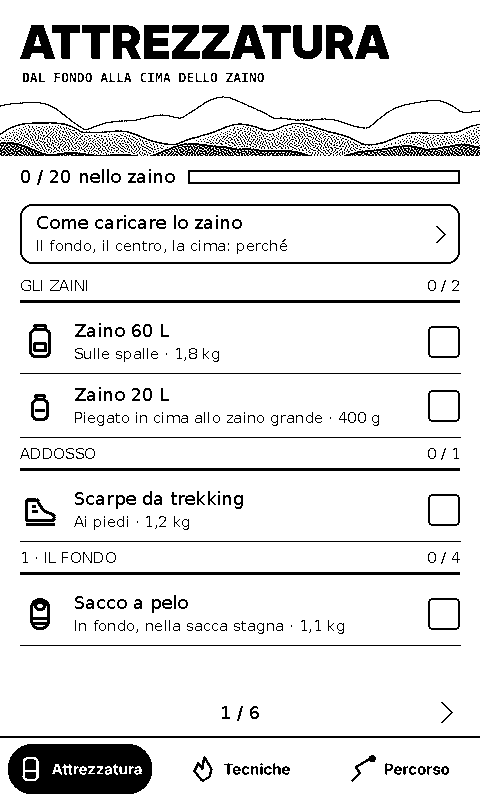 ATTREZZATURA
DAL FONDO ALLA CIMA DELLO ZAINO
0 / 20 nello zaino
Come caricare lo zaino
Il fondo, il centro, la cima: perché
GLI ZAINI 0 / 2
Zaino 60 L
Sulle spalle · 1,8 kg
Zaino 20 L
Piegato in cima allo zaino grande · 400 g
ADDOSSO 0 / 1
Scarpe da trekking
Ai piedi · 1,2 kg
1 · IL FONDO 0 / 4
Sacco a pelo
In fondo, nella sacca stagna · 1,1 kg
1 / 6
Attrezzatura Tecniche Percorso